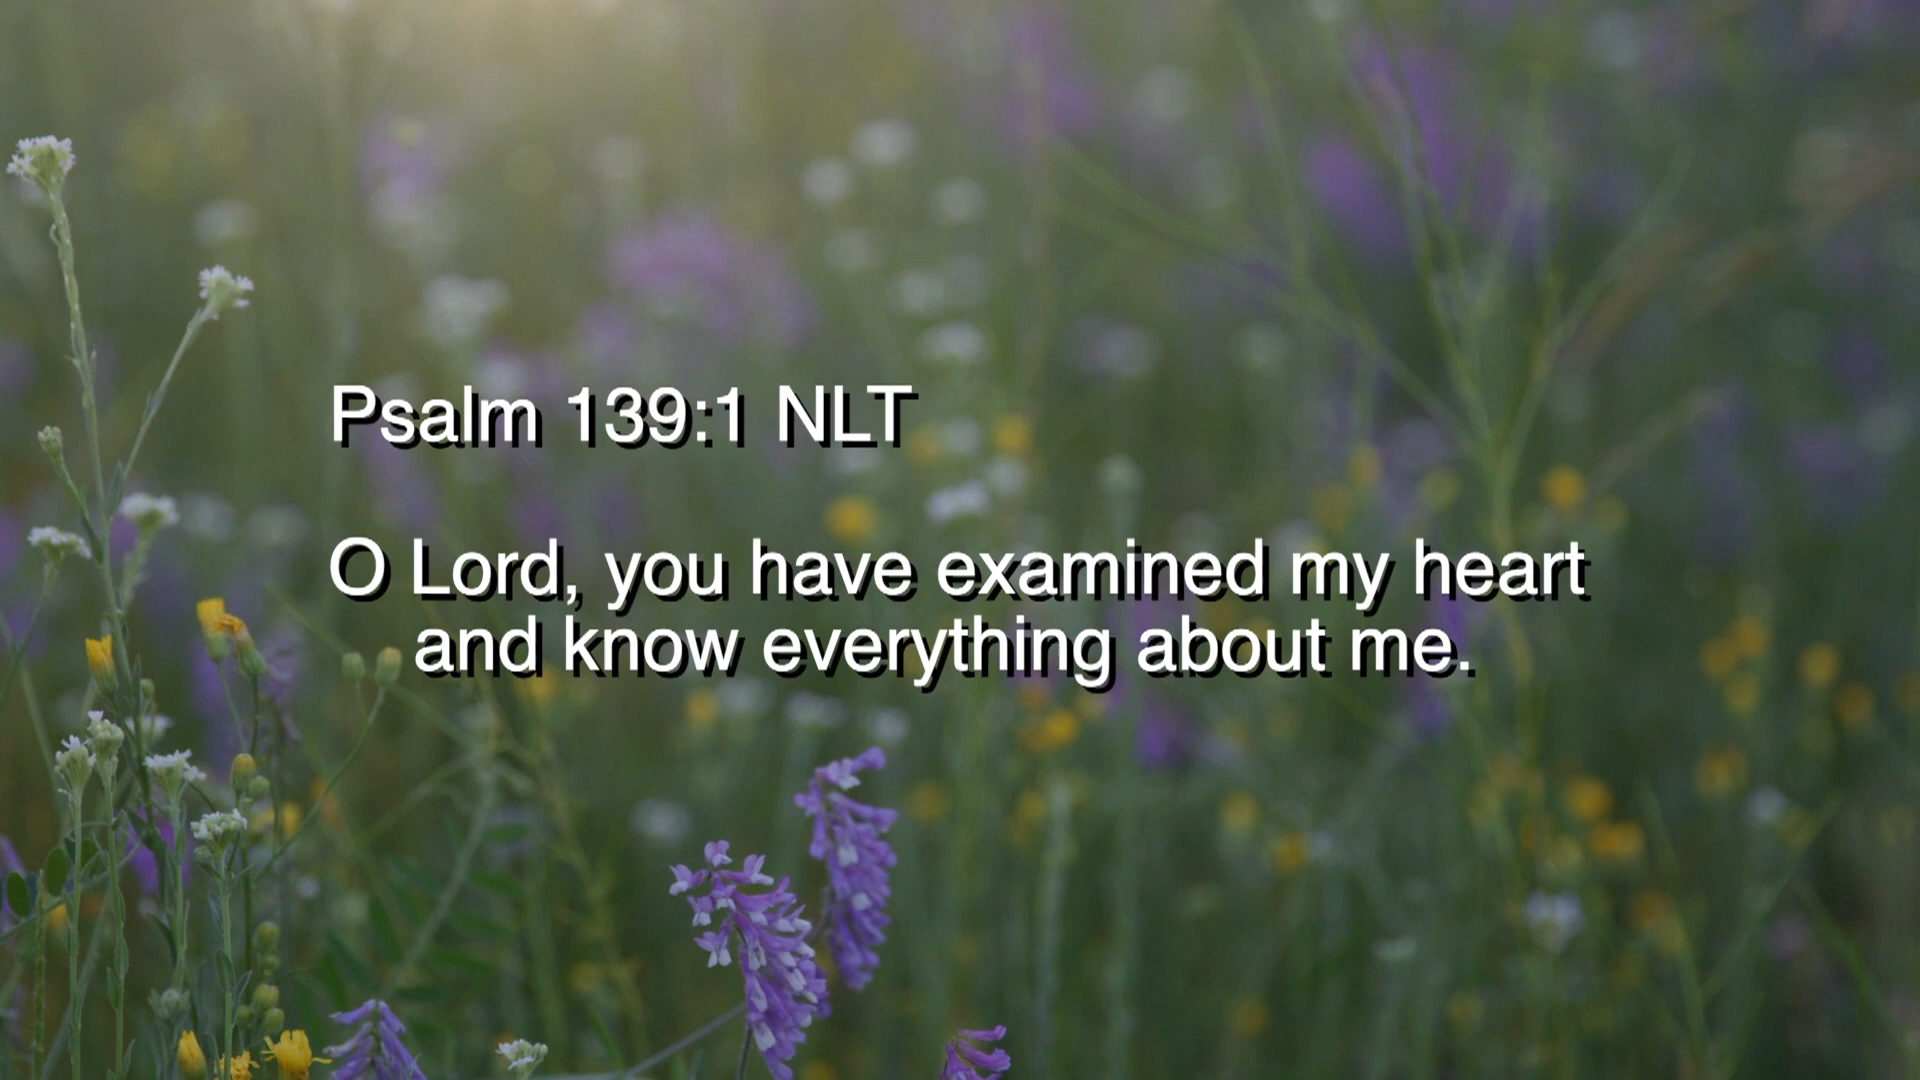 Psalm 139:1 NLT
O Lord, you have examined my heart
and know everything about me.